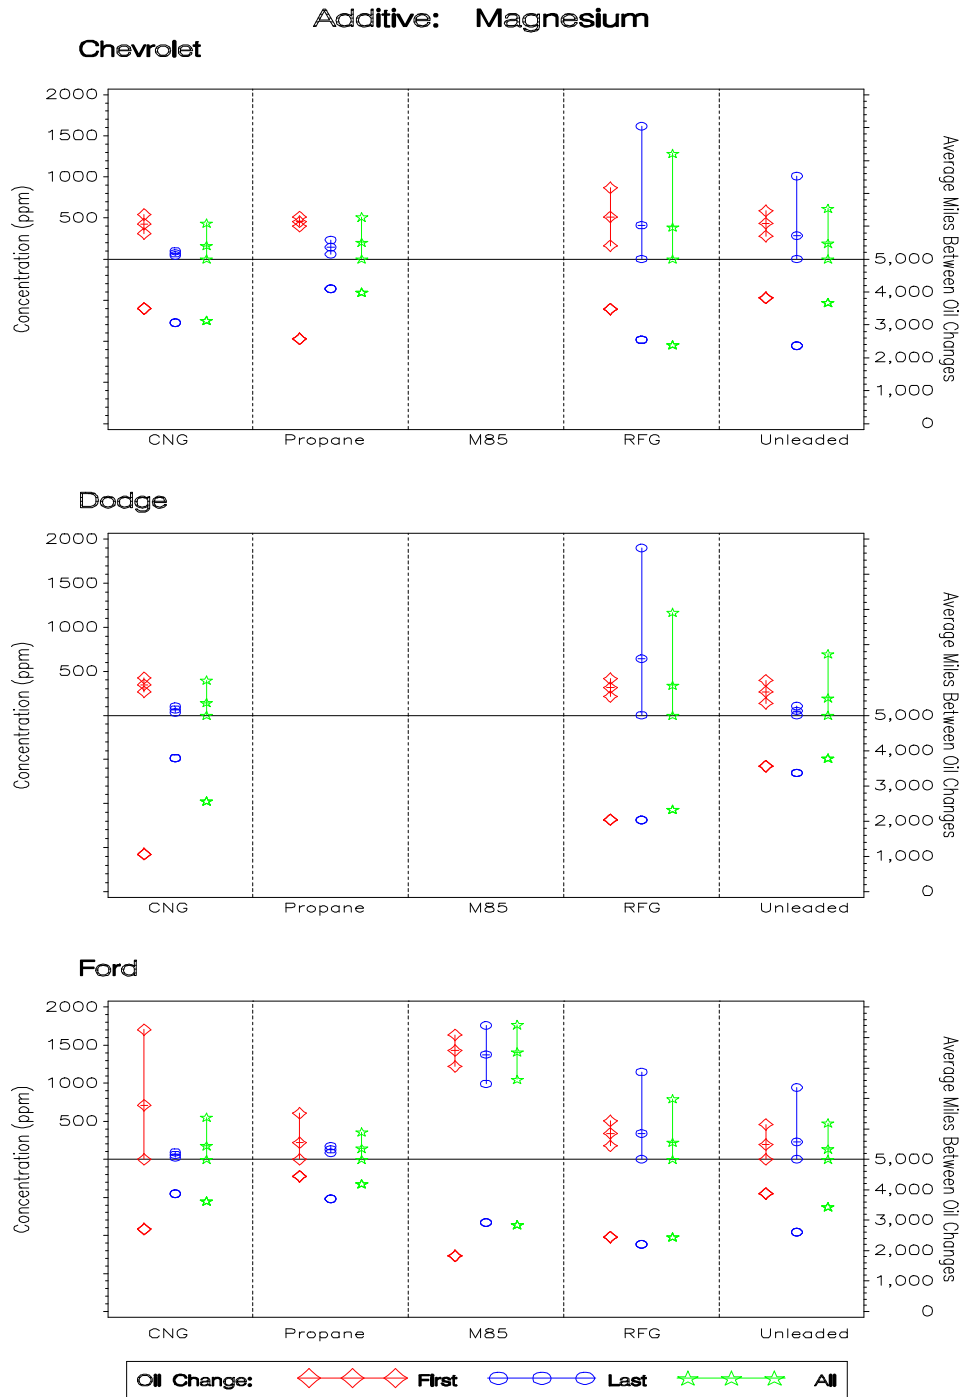 Additive: Magnesium
Chevrolet
2000
1500
1000
500
Concentration (ppm)
5,000
4,000
3,000
2,000
1,000
0
Average Miles Between Oil Changes
CNG Propane M85 RFG Unleaded
Dodge
2000
1500
1000
500
Concentration (ppm)
5,000
4,000
3,000
2,000
1,000
0
Average Miles Between Oil Changes
CNG Propane M85 RFG Unleaded
Ford
2000
1500
1000
500
Concentration (ppm)
5,000
4,000
3,000
2,000
1,000
0
Average Miles Between Oil Changes
CNG Propane M85 RFG Unleaded
Oil Change: First Last All